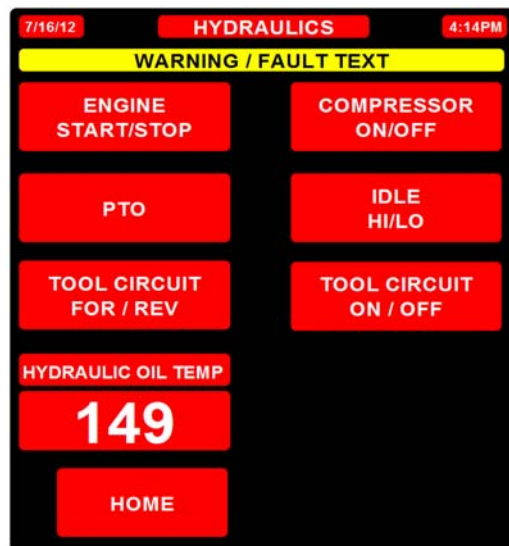 7/16/12 HYDRAULICS 4:14PM
WARNING / FAULT TEXT
ENGINE
START/STOP
COMPRESSOR
ON/OFF
PTO
IDLE
HI/LO
TOOL CIRCUIT
FOR / REV
TOOL CIRCUIT
ON / OFF
HYDRAULIC OIL TEMP
149
HOME